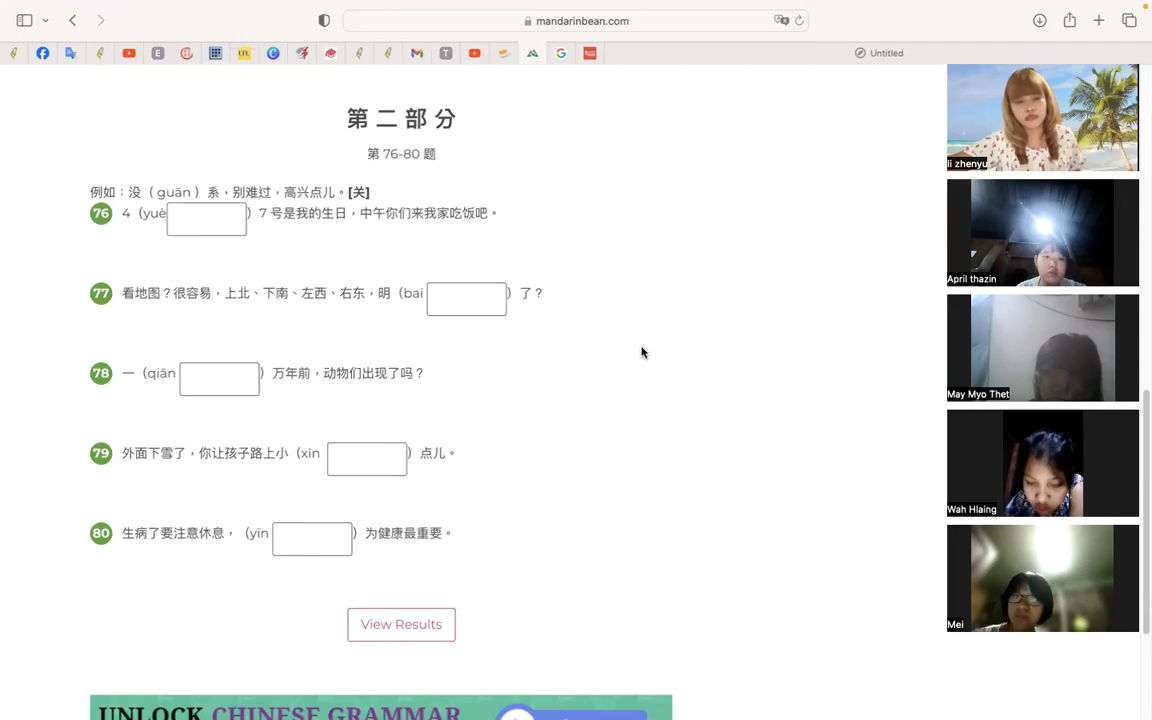 mandarinbean.com
Untitled
第二部分
第 76-80 题
例如：没（ guān ）系，别难过，高兴点儿。[关]
76 4（yuè ）7 号是我的生日，中午你们来我家吃饭吧。
77 看地图？很容易，上北、下南、左西、右东，明（bai ）了？
78 一（qiān ）万年前，动物们出现了吗？
79 外面下雪了，你让孩子路上小（xīn ）点儿。
80 生病了要注意休息，（yīn ）为健康最重要。
View Results
UNLOCK CHINESE GRAMMAR
li zhenyu
April thazin
May Myo Thet
Wah Hlaing
Mei